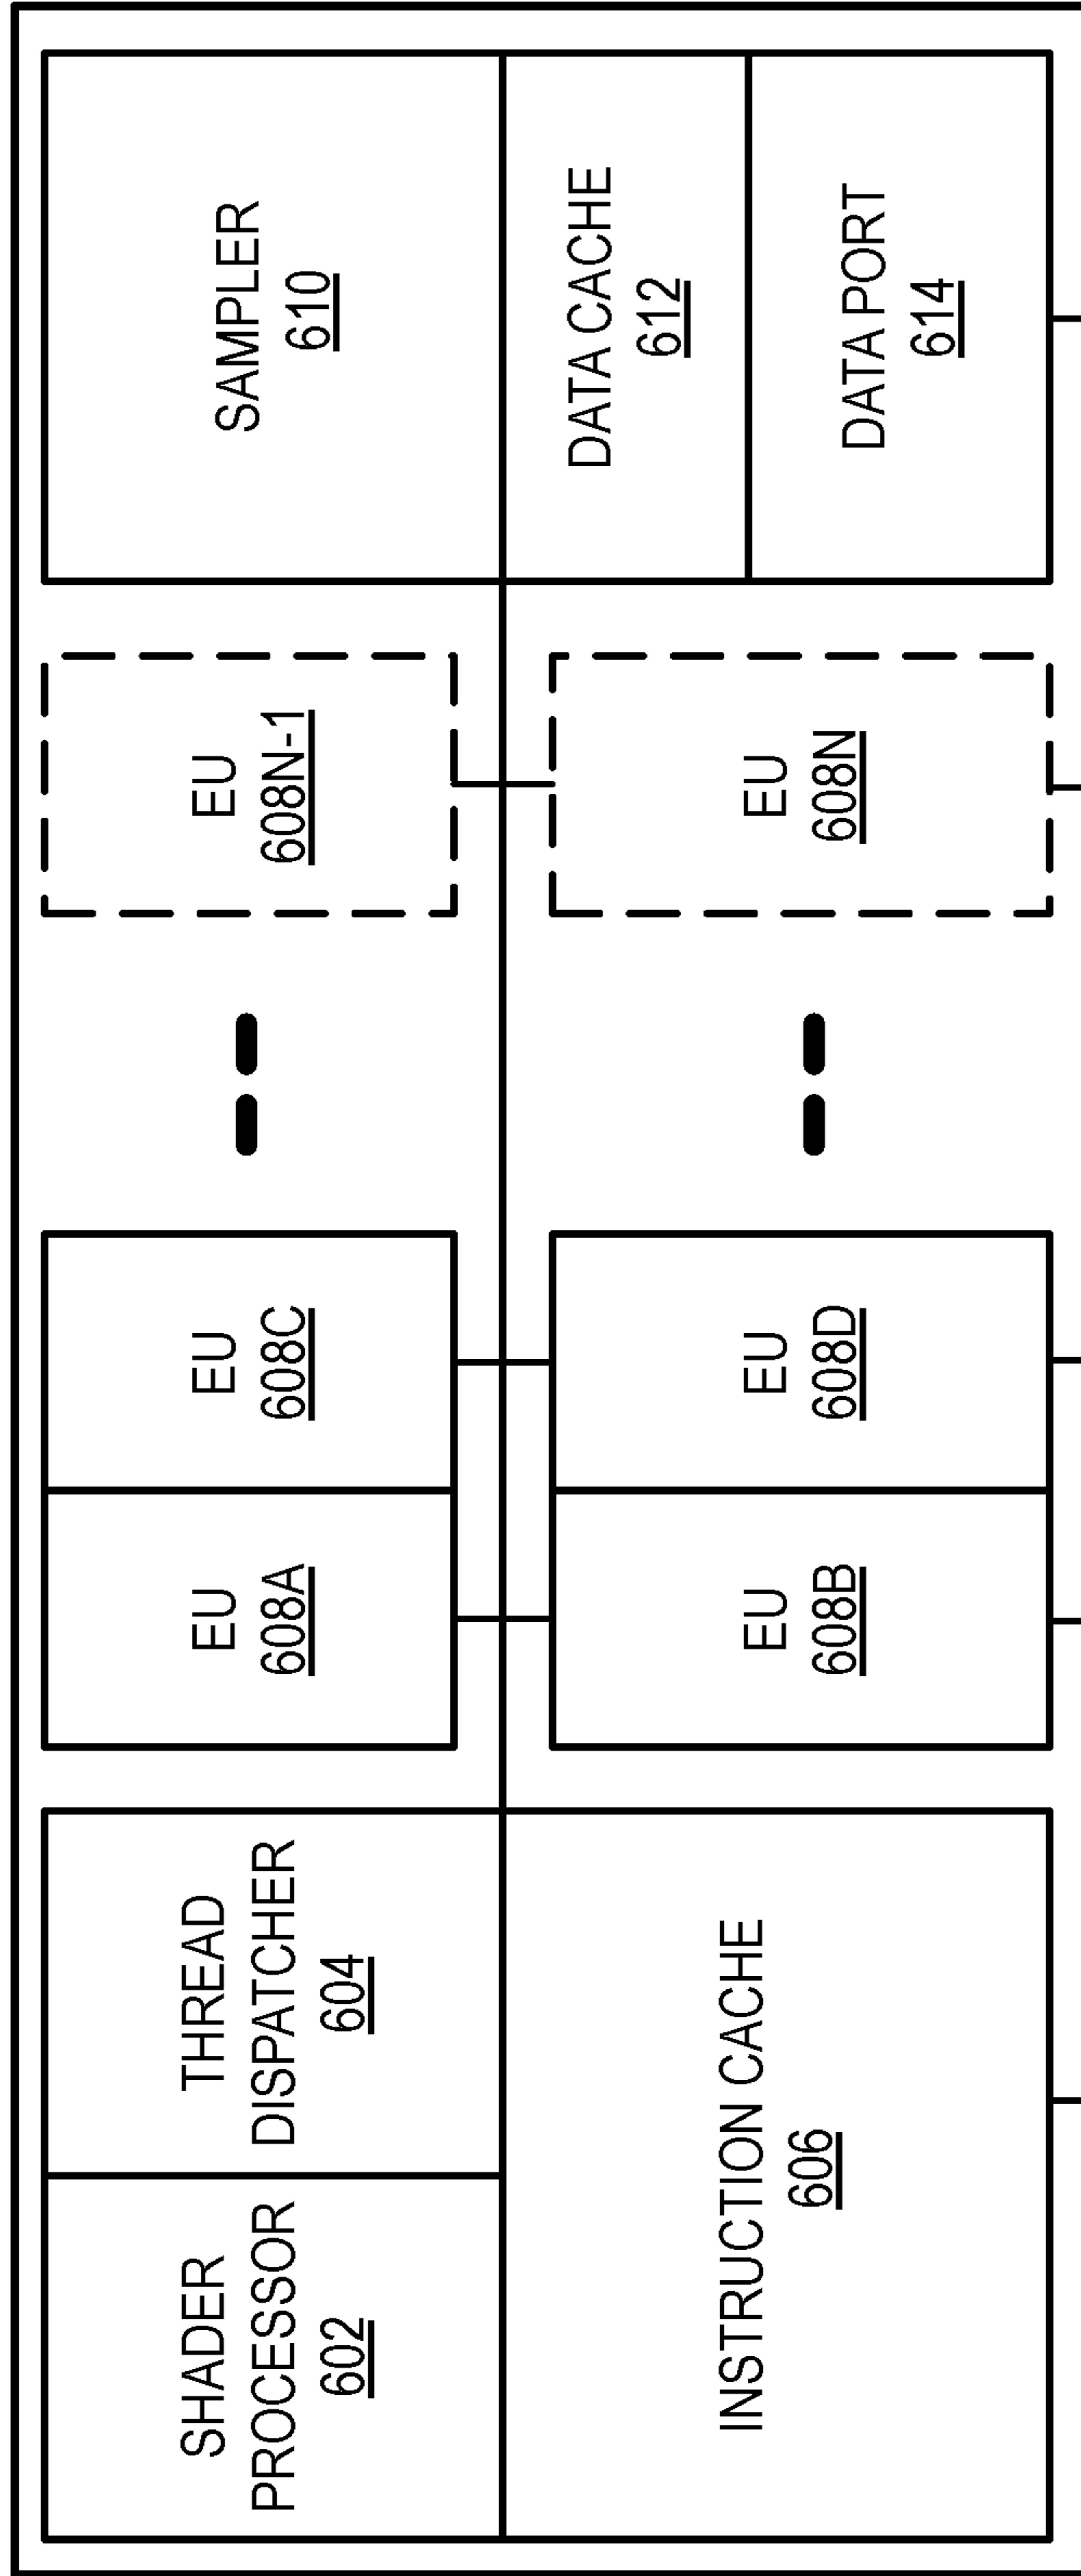 SHADER
PROCESSOR
602
THREAD
DISPATCHER
604
INSTRUCTION CACHE
606
EU
608A
EU
608C
EU
608B
EU
608D
EU
608N-1
EU
608N
SAMPLER
610
DATA CACHE
612
DATA PORT
614